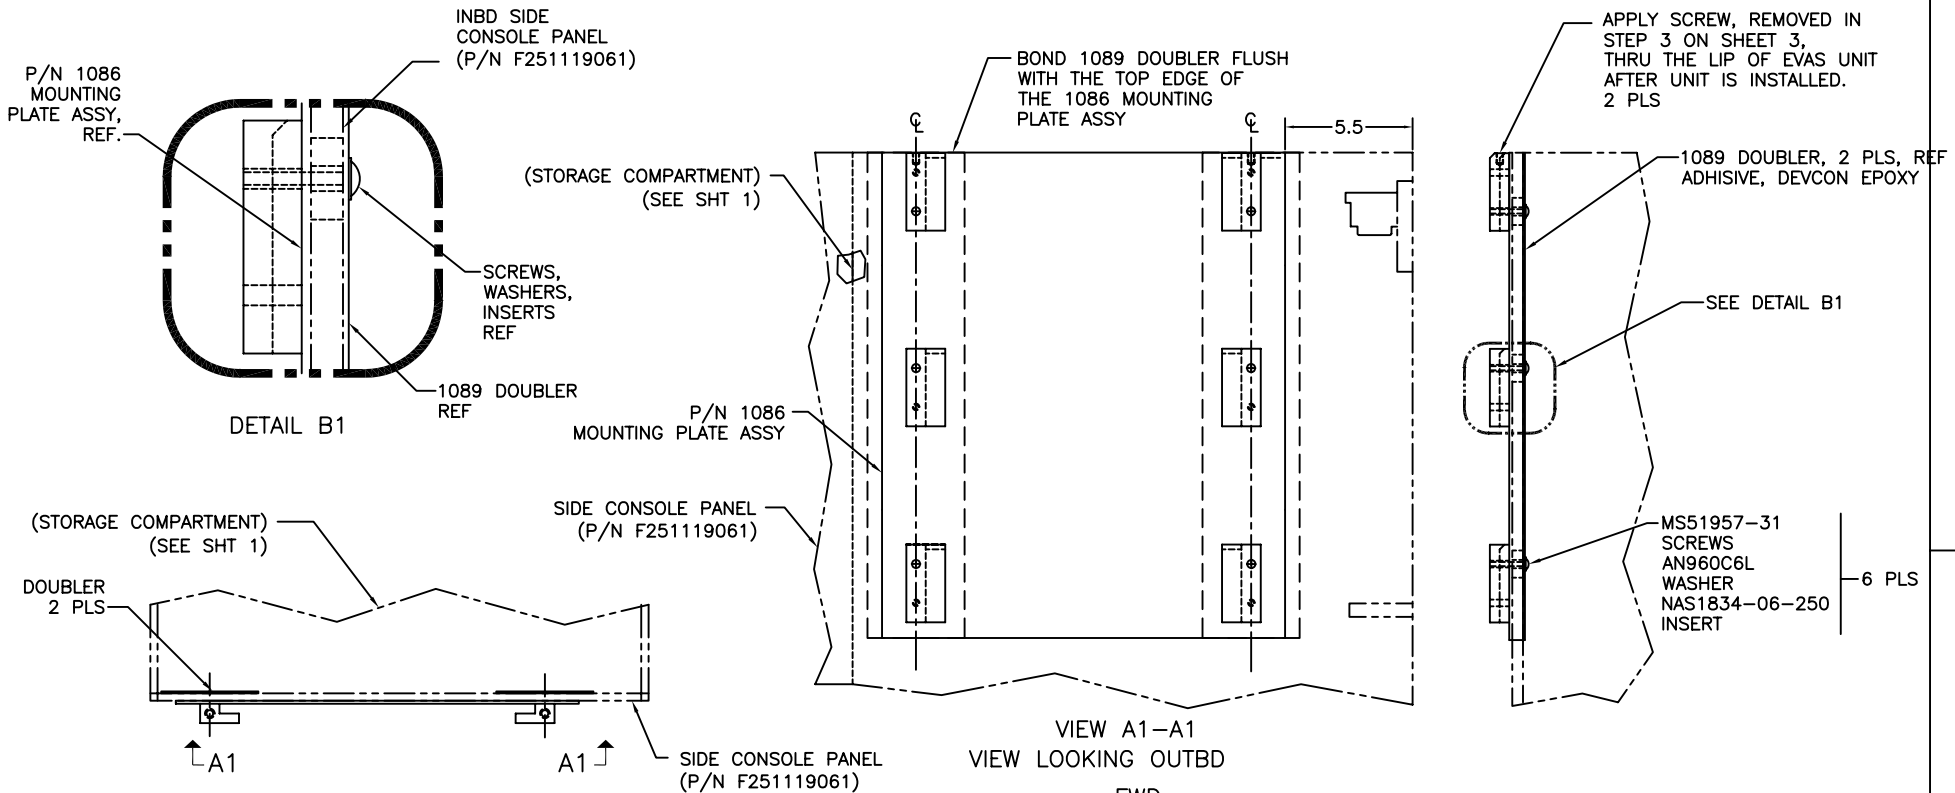 INBD SIDE
CONSOLE PANEL
(P/N F251119061)
P/N 1086
MOUNTING
PLATE ASSY,
REF.
SCREWS,
WASHERS,
INSERTS
REF
1089 DOUBLER
REF
DETAIL B1
BOND 1089 DOUBLER FLUSH
WITH THE TOP EDGE OF
THE 1086 MOUNTING
PLATE ASSY
APPLY SCREW, REMOVED IN
STEP 3 ON SHEET 3,
THRU THE LIP OF EVAS UNIT
AFTER UNIT IS INSTALLED.
2 PLS
5.5
(STORAGE COMPARTMENT)
(SEE SHT 1)
1089 DOUBLER, 2 PLS, REF
ADHISIVE, DEVCON EPOXY
SEE DETAIL B1
P/N 1086
MOUNTING PLATE ASSY
SIDE CONSOLE PANEL
(P/N F251119061)
MS51957-31
SCREWS
AN960C6L
WASHER
NAS1834-06-250
INSERT
6 PLS
(STORAGE COMPARTMENT)
(SEE SHT 1)
DOUBLER
2 PLS
A1
A1
SIDE CONSOLE PANEL
(P/N F251119061)
VIEW A1-A1
VIEW LOOKING OUTBD
FWD